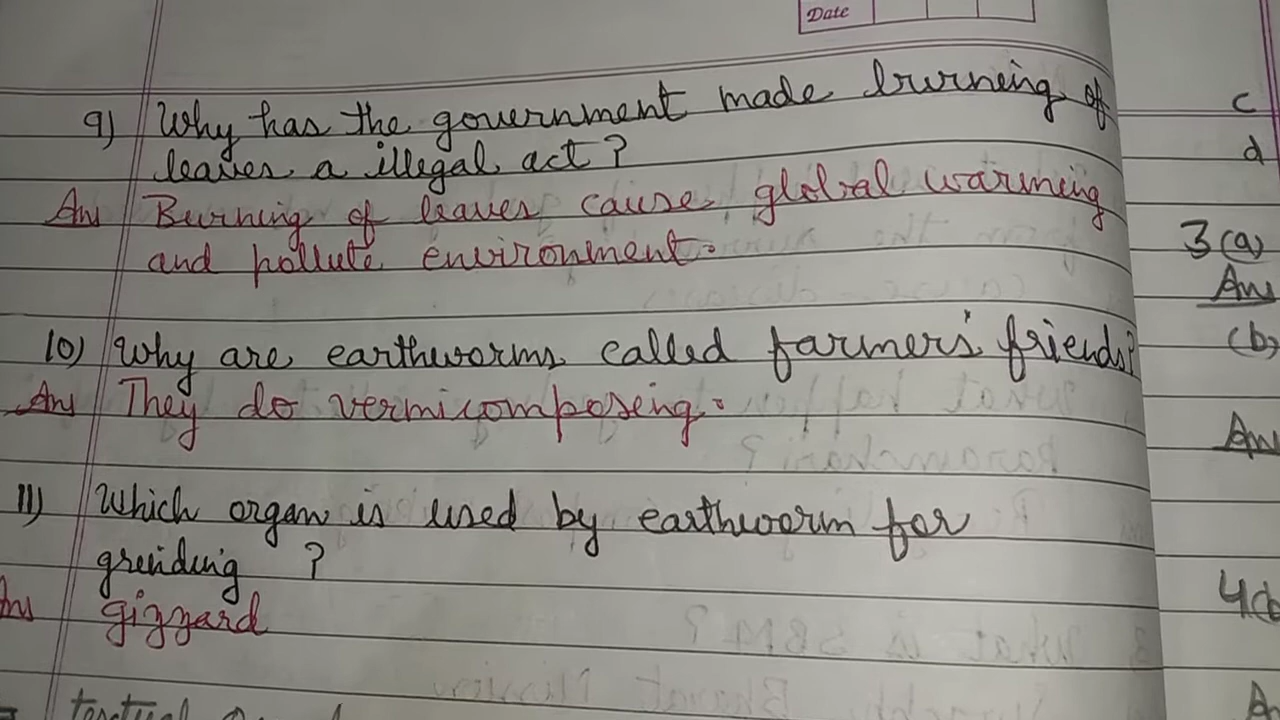 Date
9) Why has the government made burning of
leaves a illegal act?
Ans Burning of leaves cause global warming
and pollute environment.
10) Why are earthworms called farmers' friends?
Ans They do vermicomposing.
11) Which organ is used by earthworm for
grinding ?
Ans gizzard
c
d
3(a)
Ans
(b)
An